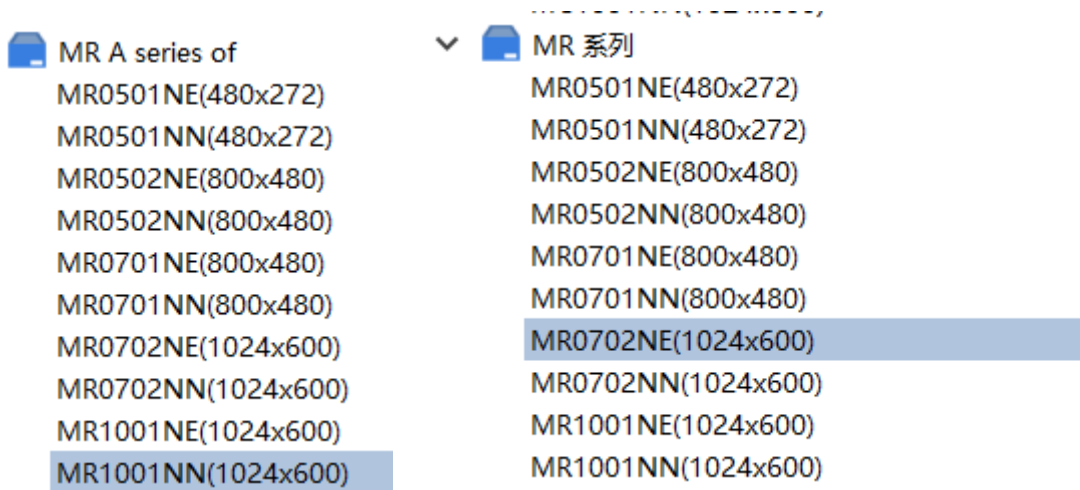 MR A series of
MR0501NE(480x272)
MR0501NN(480x272)
MR0502NE(800x480)
MR0502NN(800x480)
MR0701NE(800x480)
MR0701NN(800x480)
MR0702NE(1024x600)
MR0702NN(1024x600)
MR1001NE(1024x600)
MR1001NN(1024x600)
MR 系列
MR0501NE(480x272)
MR0501NN(480x272)
MR0502NE(800x480)
MR0502NN(800x480)
MR0701NE(800x480)
MR0701NN(800x480)
MR0702NE(1024x600)
MR0702NN(1024x600)
MR1001NE(1024x600)
MR1001NN(1024x600)